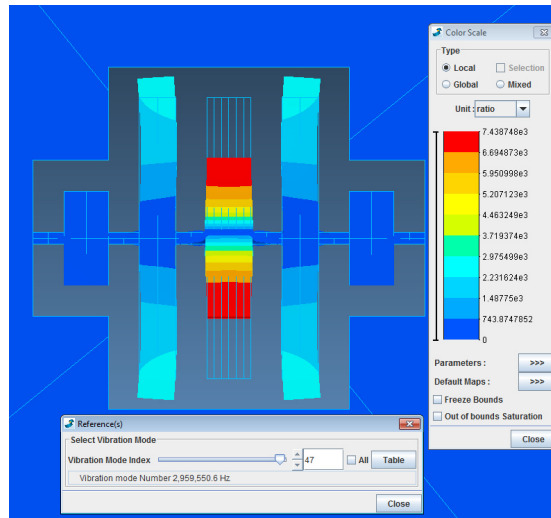 Color Scale
Type
Local
Selection
Global
Mixed
Unit : ratio
7.438748e3
6.694873e3
5.950998e3
5.207123e3
4.463249e3
3.719374e3
2.975499e3
2.231624e3
1.48775e3
743.8747852
0
Parameters :
>>>
Default Maps :
>>>
Freeze Bounds
Out of bounds Saturation
Close
Reference(s)
Select Vibration Mode
Vibration Mode Index
47
All
Table
Vibration mode Number 2,959,550.6 Hz
Close